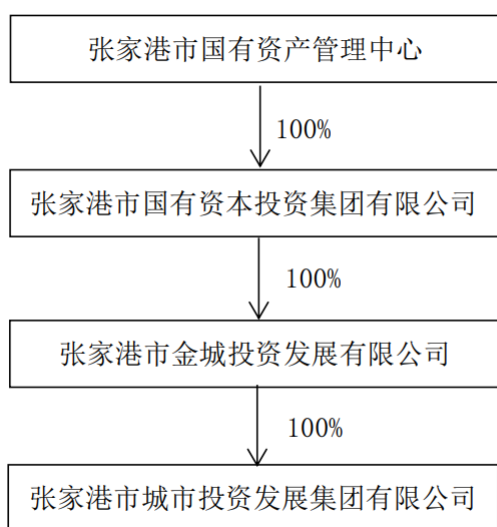 张家港市国有资产管理中心
100%
张家港市国有资本投资集团有限公司
100%
张家港市金城投资发展有限公司
100%
张家港市城市投资发展集团有限公司